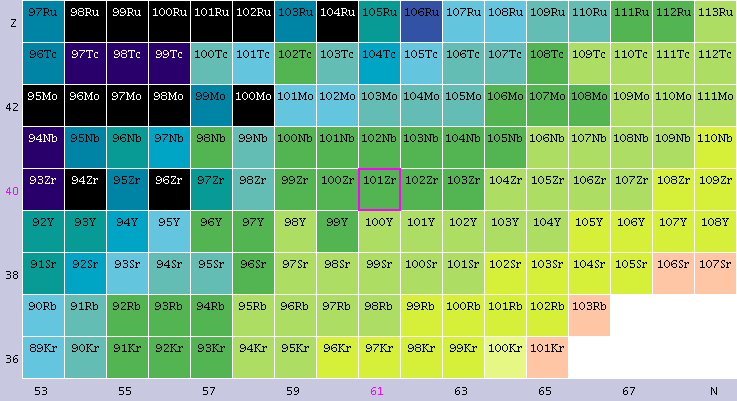 Z 97Ru 98Ru 99Ru 100Ru 101Ru 102Ru 103Ru 104Ru 105Ru 106Ru 107Ru 108Ru 109Ru 110Ru 111Ru 112Ru 113Ru
96Tc 97Tc 98Tc 99Tc 100Tc 101Tc 102Tc 103Tc 104Tc 105Tc 106Tc 107Tc 108Tc 109Tc 110Tc 111Tc 112Tc
42 95Mo 96Mo 97Mo 98Mo 99Mo 100Mo 101Mo 102Mo 103Mo 104Mo 105Mo 106Mo 107Mo 108Mo 109Mo 110Mo 111Mo
94Nb 95Nb 96Nb 97Nb 98Nb 99Nb 100Nb 101Nb 102Nb 103Nb 104Nb 105Nb 106Nb 107Nb 108Nb 109Nb 110Nb
40 93Zr 94Zr 95Zr 96Zr 97Zr 98Zr 99Zr 100Zr 101Zr 102Zr 103Zr 104Zr 105Zr 106Zr 107Zr 108Zr 109Zr
92Y 93Y 94Y 95Y 96Y 97Y 98Y 99Y 100Y 101Y 102Y 103Y 104Y 105Y 106Y 107Y 108Y
38 91Sr 92Sr 93Sr 94Sr 95Sr 96Sr 97Sr 98Sr 99Sr 100Sr 101Sr 102Sr 103Sr 104Sr 105Sr 106Sr 107Sr
90Rb 91Rb 92Rb 93Rb 94Rb 95Rb 96Rb 97Rb 98Rb 99Rb 100Rb 101Rb 102Rb 103Rb
36 89Kr 90Kr 91Kr 92Kr 93Kr 94Kr 95Kr 96Kr 97Kr 98Kr 99Kr 100Kr 101Kr
53 55 57 59 61 63 65 67 N